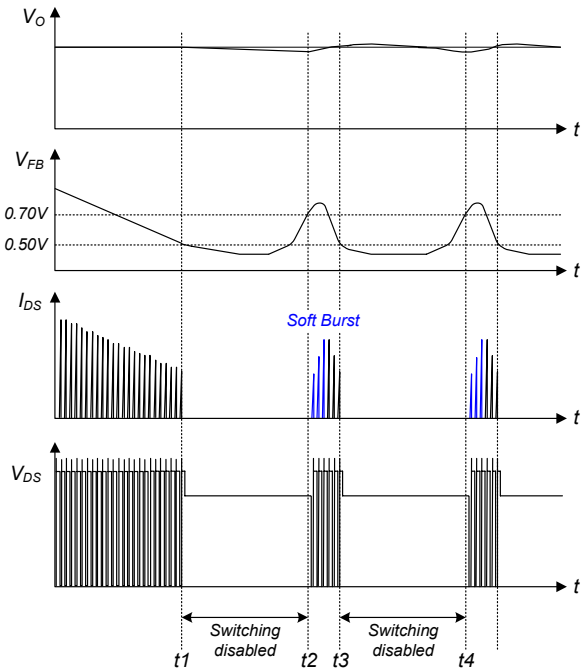 VO
t
VFB
0.70V
0.50V
t
IDS
Soft Burst
t
VDS
t
Switching disabled
Switching disabled
t1 t2 t3 t4